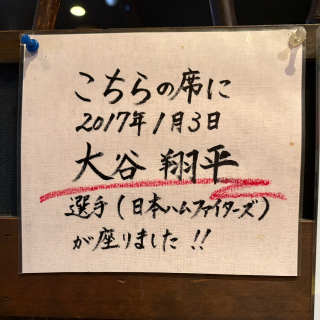 こちらの席に
2017年1月3日
大谷 翔平
選手(日本ハムファイターズ)
が座りました!!